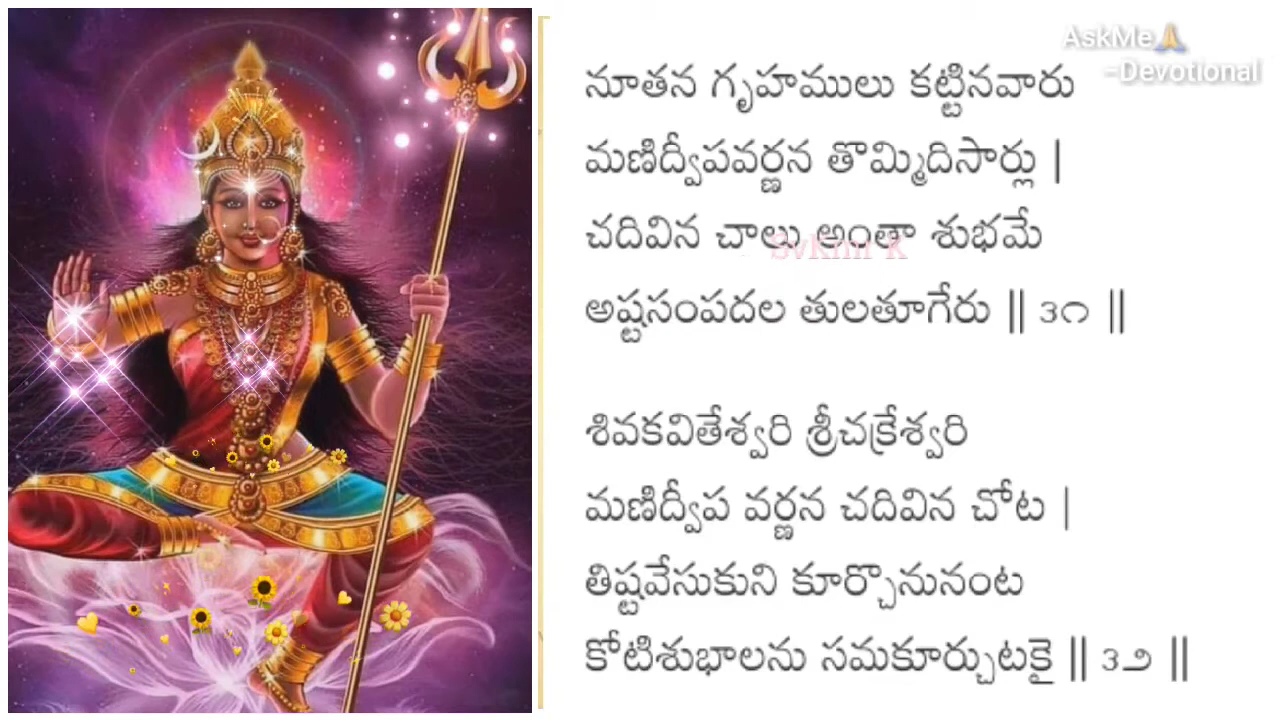 AskMe🙏
-Devotional
నూతన గృహములు కట్టినవారు
మణిద్వీపవర్ణన తొమ్మిదిసార్లు |
చదివిన చాలు అంతా శుభమే
SvKmr K
అష్టసంపదల తులతూగేరు || ౩౧ ||
శివకవితేశ్వరి శ్రీచక్రేశ్వరి
మణిద్వీప వర్ణన చదివిన చోట |
తిష్టవేసుకుని కూర్చొనునంట
కోటిశుభాలను సమకూర్చుటకై || ౩౨ ||